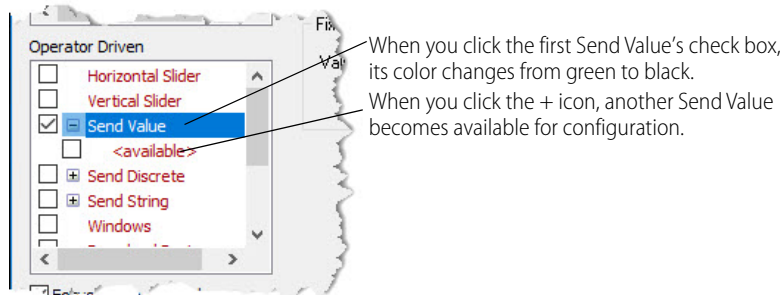 Operator Driven
Horizontal Slider
Vertical Slider
Send Value
<available>
Send Discrete
Send String
Windows
When you click the first Send Value’s check box,
its color changes from green to black.
When you click the + icon, another Send Value
becomes available for configuration.